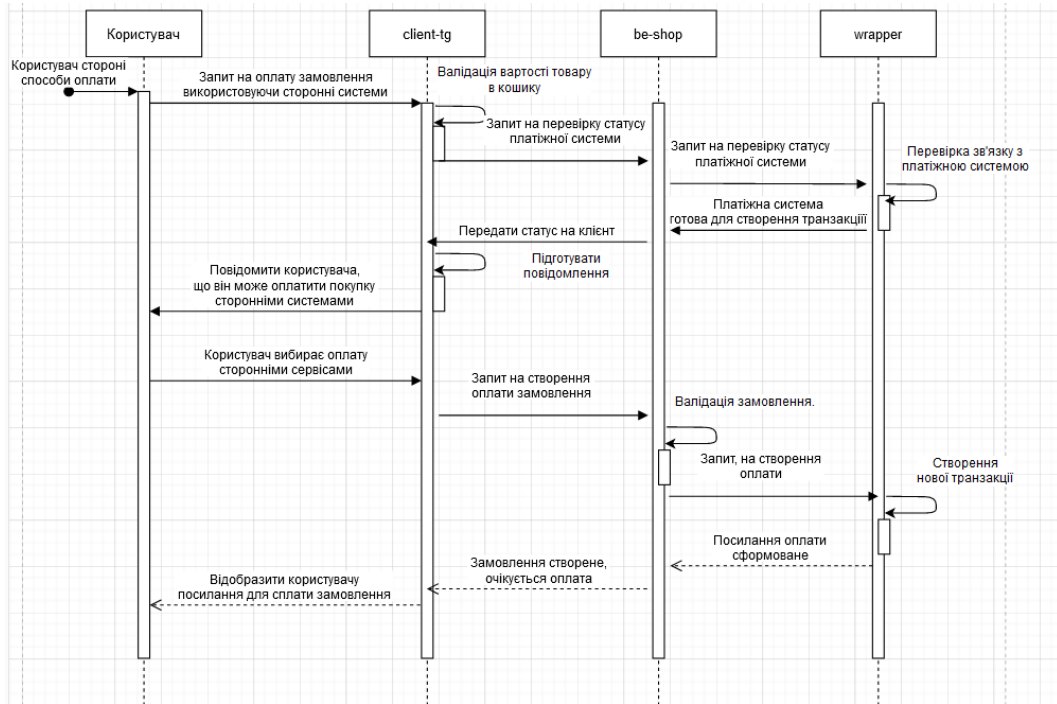 Користувач
client-tg
be-shop
wrapper
Користувач стороні
способи оплати
Запит на оплату замовлення
використовуючи сторонні системи
Валідація вартості товару
в кошику
Запит на перевірку статусу
платіжної системи
Запит на перевірку статусу
платіжної системи
Перевірка зв'язку з
платіжною системою
Платіжна система
готова для створення транзакціїї
Передати статус на клієнт
Підготувати
повідомлення
Повідомити користувача,
що він може оплатити покупку
сторонніми системами
Користувач вибирає оплату
сторонніми сервісами
Запит на створення
оплати замовлення
Валідація замовлення.
Запит, на створення
оплати
Створення
нової транзакції
Посилання оплати
сформоване
Замовлення створене,
очікується оплата
Відобразити користувачу
посилання для сплати замовлення